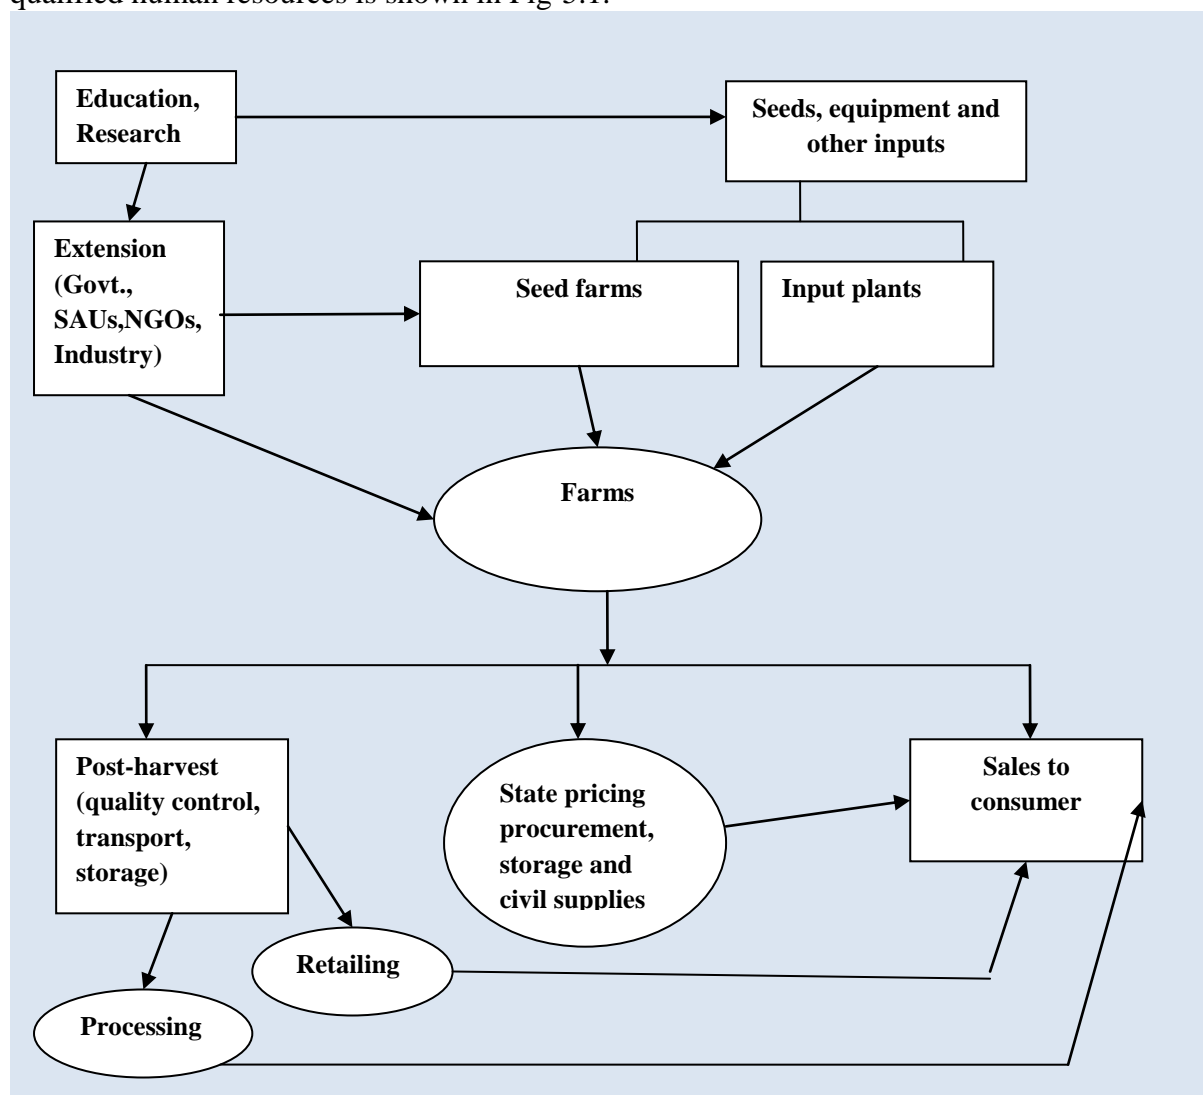 qualified human resources is shown in Fig-3.1.
Education,
Research
Seeds, equipment and
other inputs
Extension
(Govt.,
SAUs,NGOs,
Industry)
Seed farms
Input plants
Farms
Post-harvest
(quality control,
transport,
storage)
State pricing
procurement,
storage and
civil supplies
Sales to
consumer
Retailing
Processing